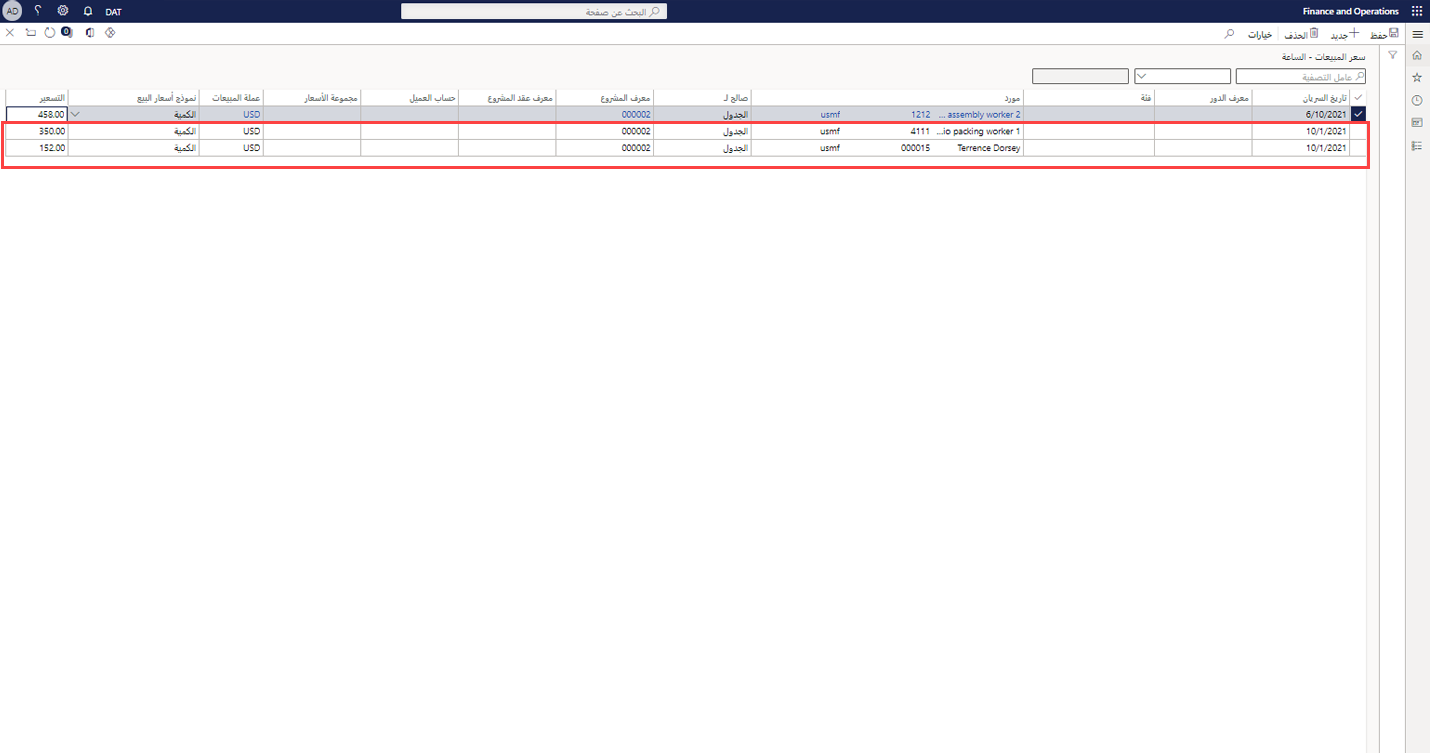 Finance and Operations
البحث عن صفحة
DAT
AD
حفظ
جديد
الحذف
خيارات
0
سعر المبيعات - الساعة
عامل التصفية
تاريخ السريان معرف الدور فئة مورد صالح لـ معرف المشروع معرف عقد المشروع حساب العميل مجموعة الأسعار عملة المبيعات نموذج أسعار البيع التسعير
6/10/2021 ... assembly worker 2 1212 usmf الجدول 000002 USD الكمية 458.00
10/1/2021 ...io packing worker 1 4111 usmf الجدول 000002 USD الكمية 350.00
10/1/2021 Terrence Dorsey 000015 usmf الجدول 000002 USD الكمية 152.00